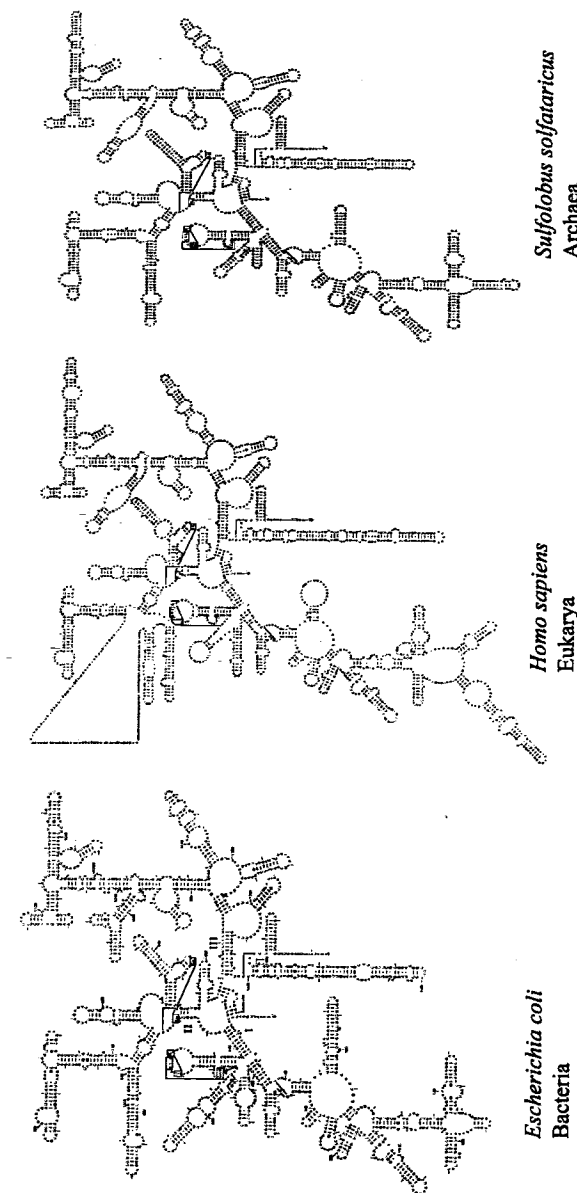 Escherichia coli
Bacteria
Homo sapiens
Eukarya
Sulfolobus solfataricus
Archaea